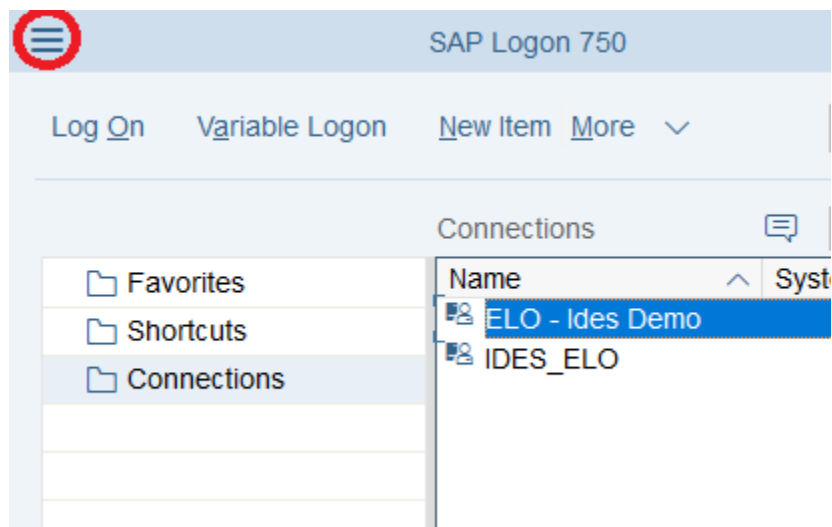 SAP Logon 750
Log On Variable Logon New Item More
Connections
Favorites
Shortcuts
Connections
Name
ELO - Ides Demo
IDES_ELO